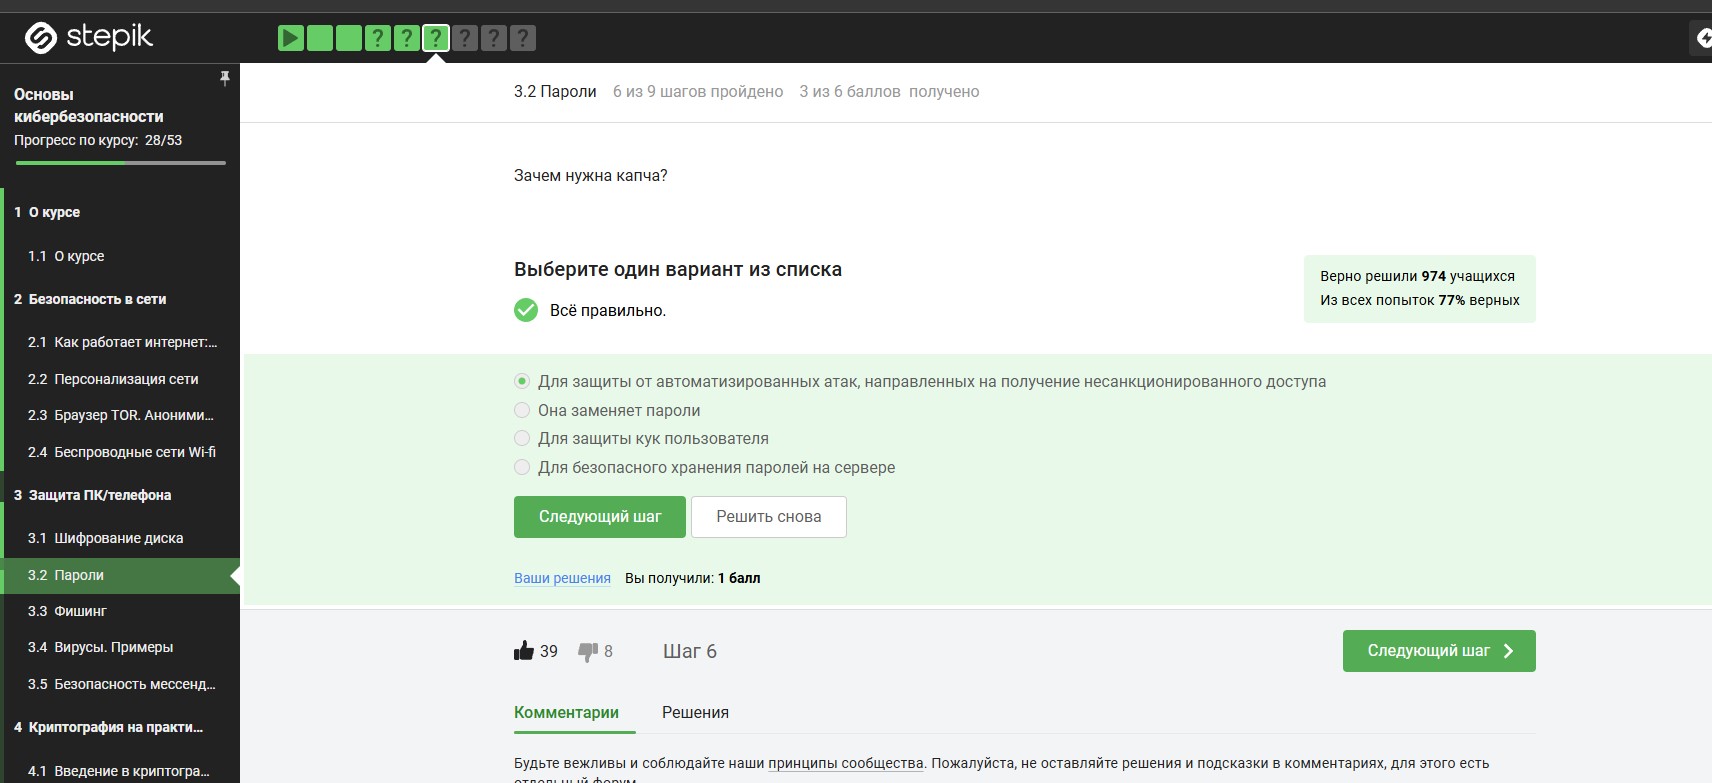 stepik
? ? ? ? ? ?
Основы
кибербезопасности
Прогресс по курсу: 28/53
1 О курсе
1.1 О курсе
2 Безопасность в сети
2.1 Как работает интернет:...
2.2 Персонализация сети
2.3 Браузер TOR. Аноними...
2.4 Беспроводные сети Wi-fi
3 Защита ПК/телефона
3.1 Шифрование диска
3.2 Пароли
3.3 Фишинг
3.4 Вирусы. Примеры
3.5 Безопасность мессенд...
4 Криптография на практи...
4.1 Введение в криптогра...
3.2 Пароли 6 из 9 шагов пройдено 3 из 6 баллов получено
Зачем нужна капча?
Выберите один вариант из списка
Всё правильно.
Верно решили 974 учащихся
Из всех попыток 77% верных
Для защиты от автоматизированных атак, направленных на получение несанкционированного доступа
Она заменяет пароли
Для защиты кук пользователя
Для безопасного хранения паролей на сервере
Следующий шаг Решить снова
Ваши решения Вы получили: 1 балл
39 8 Шаг 6 Следующий шаг
Комментарии Решения
Будьте вежливы и соблюдайте наши принципы сообщества. Пожалуйста, не оставляйте решения и подсказки в комментариях, для этого есть
отдельный форум.